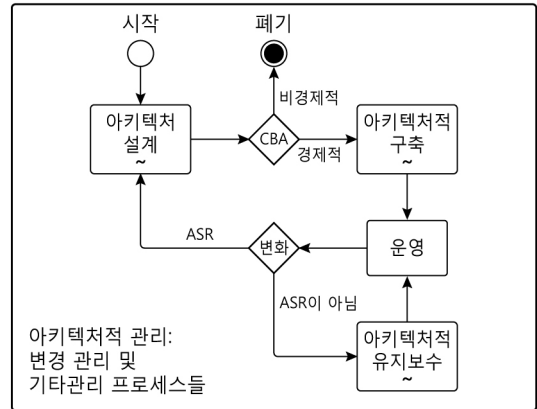 시작
폐기
비경제적
아키텍처
설계
~
CBA
경제적
아키텍처적
구축
~
ASR
변화
운영
ASR이 아님
아키텍처적
유지보수
~
아키텍처적 관리:
변경 관리 및
기타관리 프로세스들